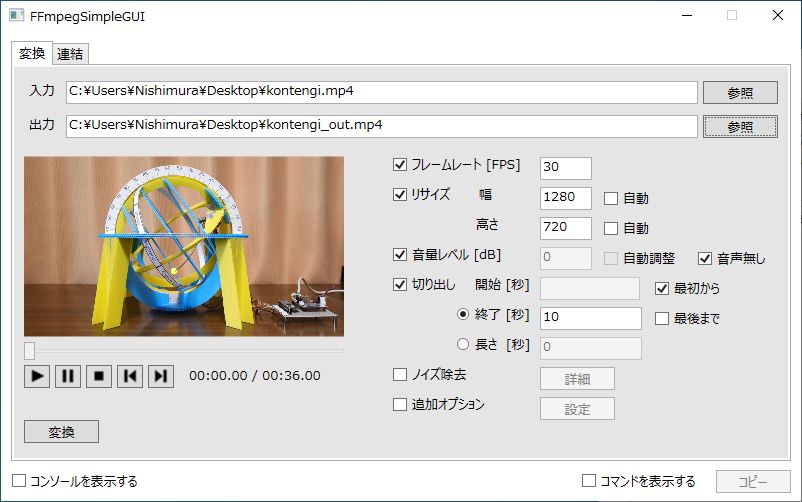 FFmpegSimpleGUI
変換 連結
入力 C:¥Users¥Nishimura¥Desktop¥kontengi.mp4 参照
出力 C:¥Users¥Nishimura¥Desktop¥kontengi_out.mp4 参照
フレームレート [FPS] 30
リサイズ 幅 1280 自動
高さ 720 自動
音量レベル [dB] 0 自動調整 音声無し
切り出し 開始 [秒] 最初から
終了 [秒] 10 最後まで
長さ [秒] 0
ノイズ除去 詳細
追加オプション 設定
00:00.00 / 00:36.00
変換
コンソールを表示する コマンドを表示する コピー